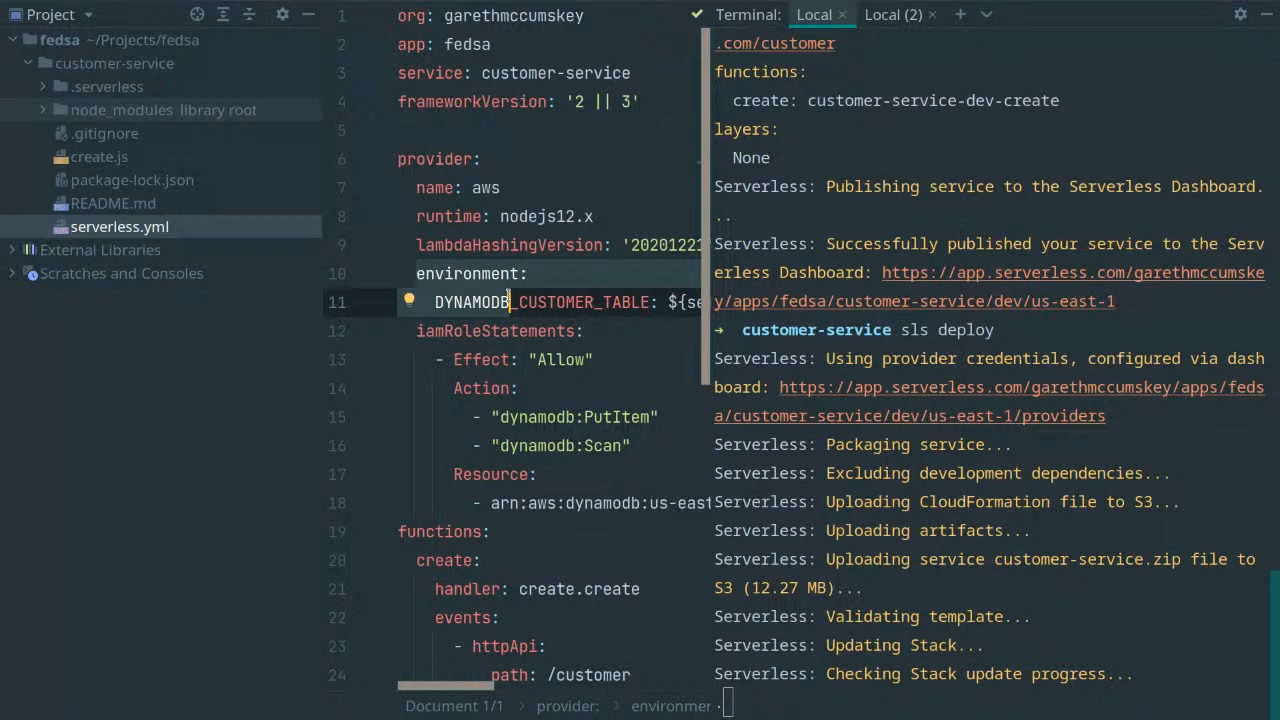 Project
fedsa ~/Projects/fedsa
customer-service
.serverless
node_modules library root
.gitignore
create.js
package-lock.json
README.md
serverless.yml
External Libraries
Scratches and Consoles
1 org: garethmccumskey
2 app: fedsa
3 service: customer-service
4 frameworkVersion: '2 || 3'
5
6 provider:
7 name: aws
8 runtime: nodejs12.x
9 lambdaHashingVersion: '20201221
10 environment:
11 DYNAMODB_CUSTOMER_TABLE: ${se
12 iamRoleStatements:
13 - Effect: "Allow"
14 Action:
15 - "dynamodb:PutItem"
16 - "dynamodb:Scan"
17 Resource:
18 - arn:aws:dynamodb:us-east
19 functions:
20 create:
21 handler: create.create
22 events:
23 - httpApi:
24 path: /customer
Document 1/1 > provider: > environmer
Terminal: Local × Local (2) × +
.com/customer
functions:
create: customer-service-dev-create
layers:
None
Serverless: Publishing service to the Serverless Dashboard.
..
Serverless: Successfully published your service to the Serv
erless Dashboard: https://app.serverless.com/garethmccumske
y/apps/fedsa/customer-service/dev/us-east-1
➜ customer-service sls deploy
Serverless: Using provider credentials, configured via dash
board: https://app.serverless.com/garethmccumskey/apps/feds
a/customer-service/dev/us-east-1/providers
Serverless: Packaging service...
Serverless: Excluding development dependencies...
Serverless: Uploading CloudFormation file to S3...
Serverless: Uploading artifacts...
Serverless: Uploading service customer-service.zip file to
S3 (12.27 MB)...
Serverless: Validating template...
Serverless: Updating Stack...
Serverless: Checking Stack update progress...
.